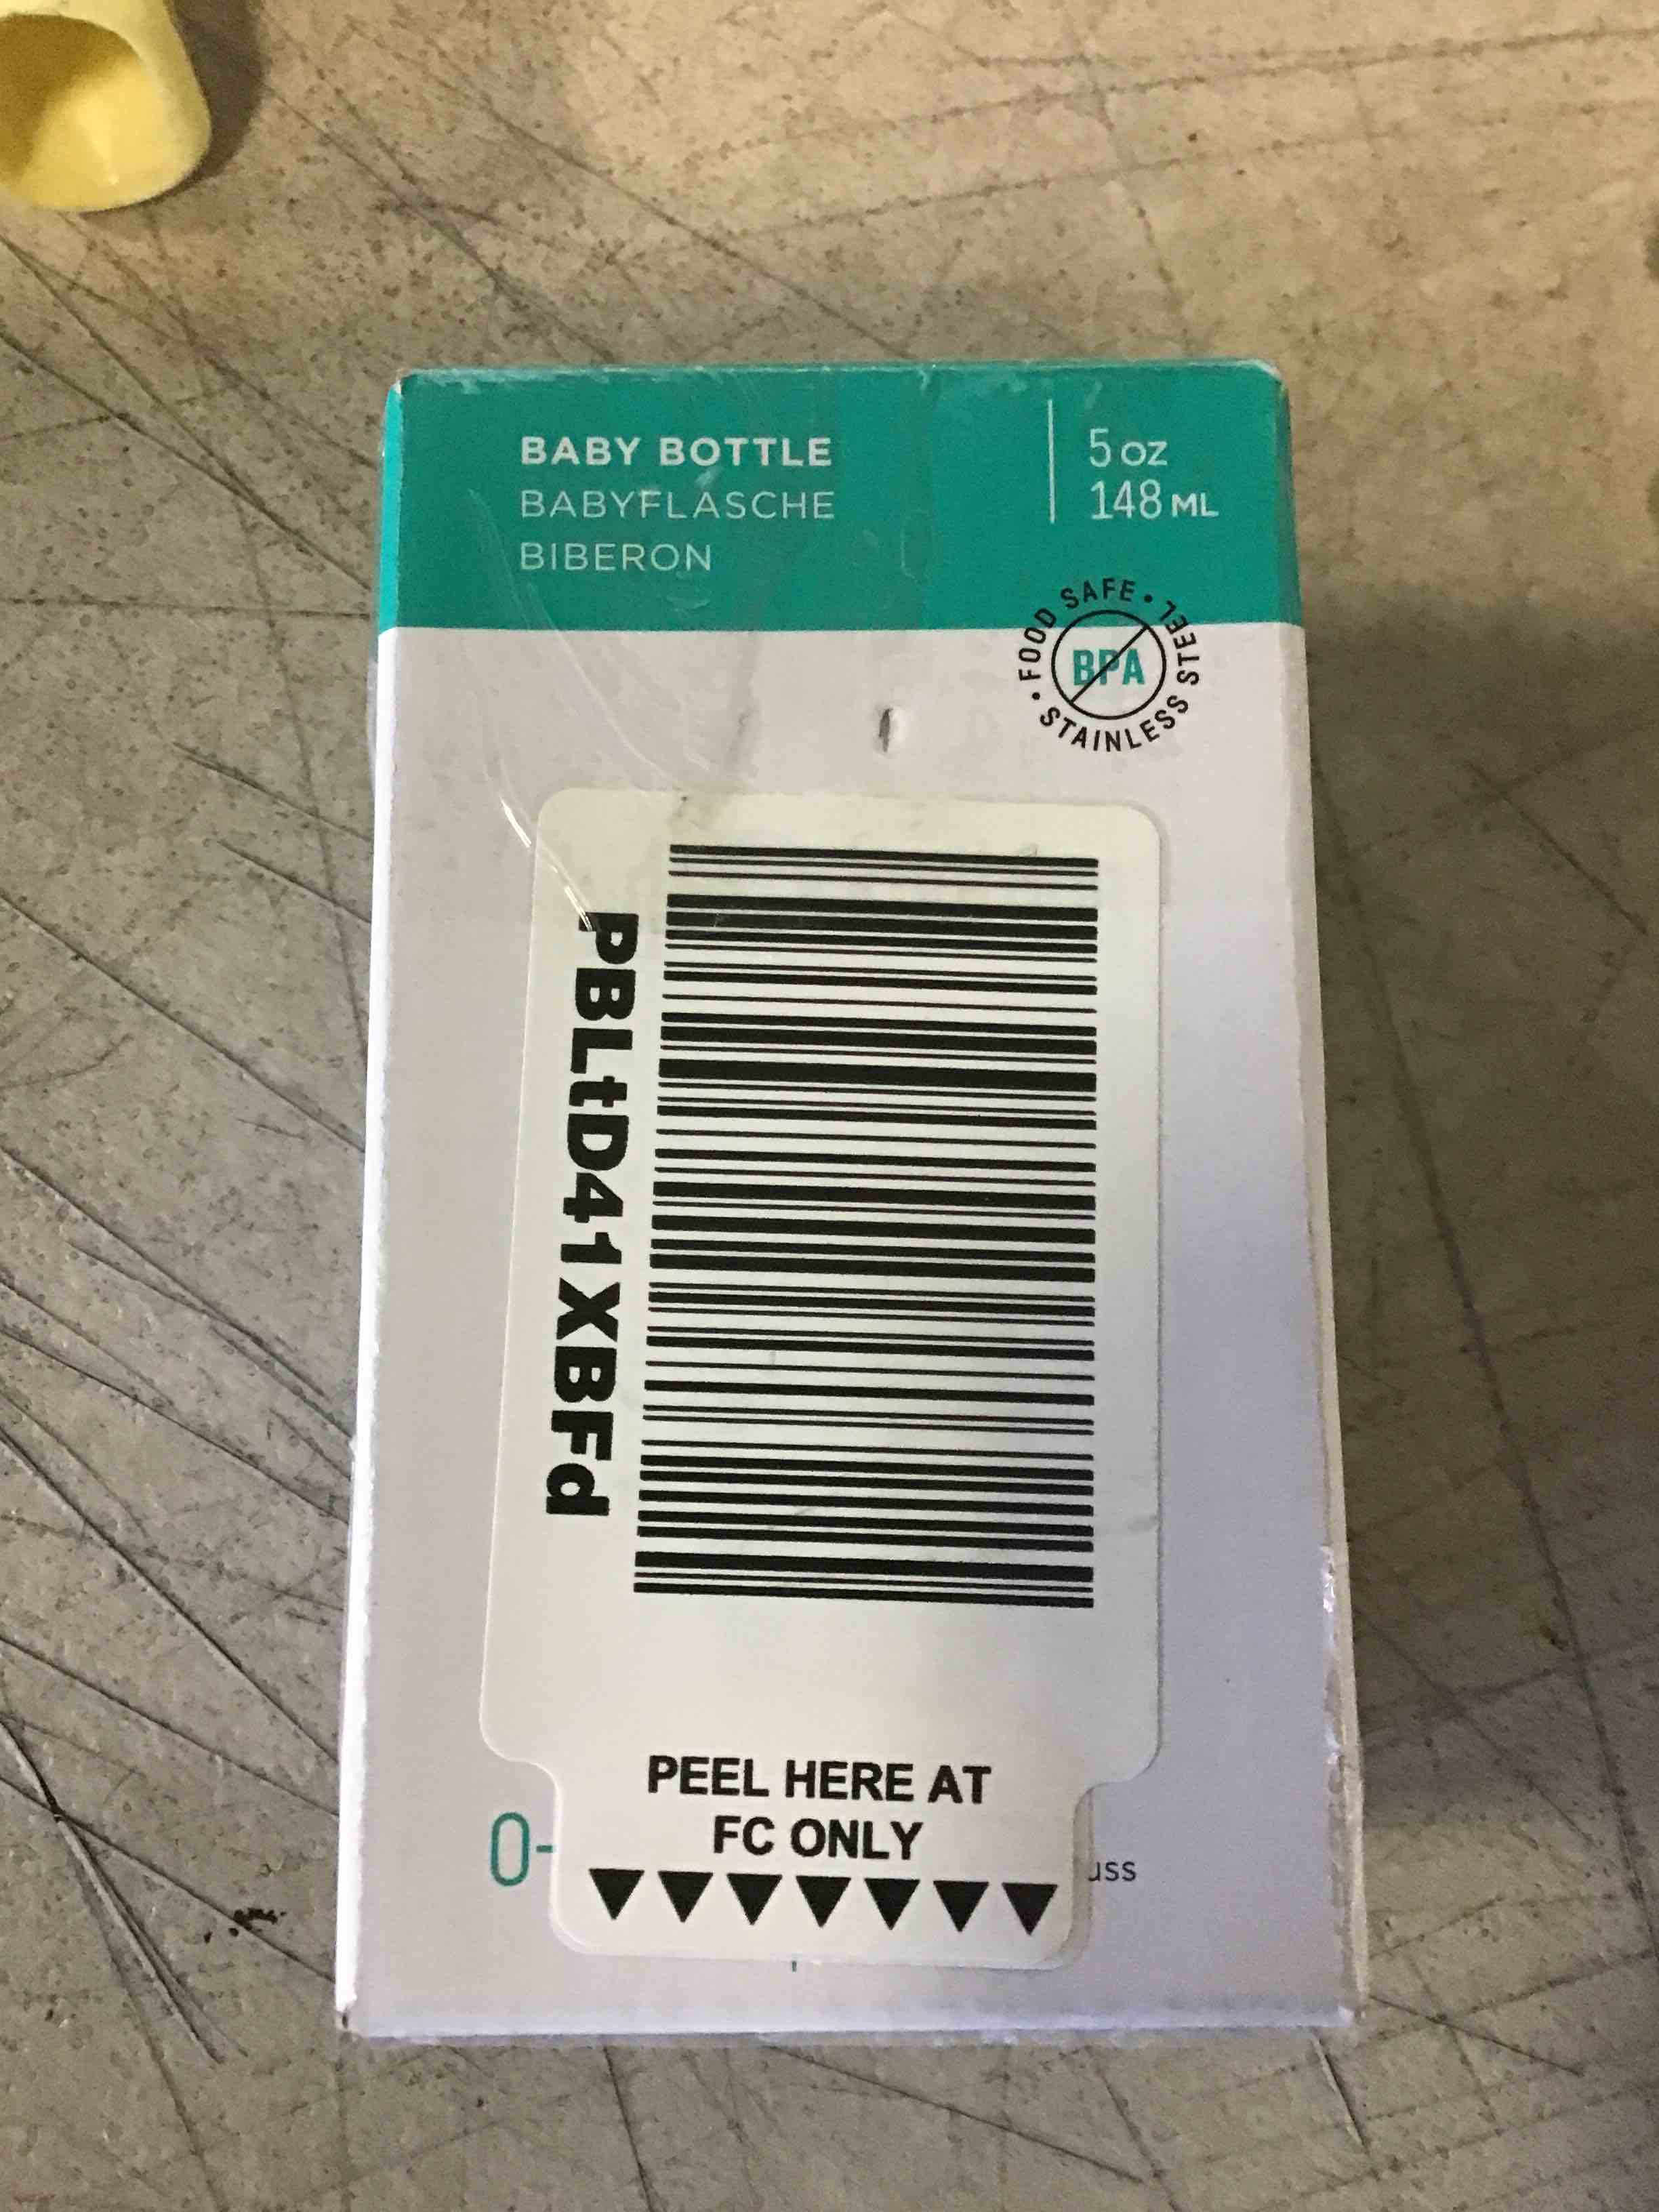 BABY BOTTLE
BABYFLASCHE
BIBERON
5 OZ
148 ML
• FOOD SAFE • STAINLESS STEEL
BPA
PBLtD41XBFd
PEEL HERE AT
FC ONLY
0-